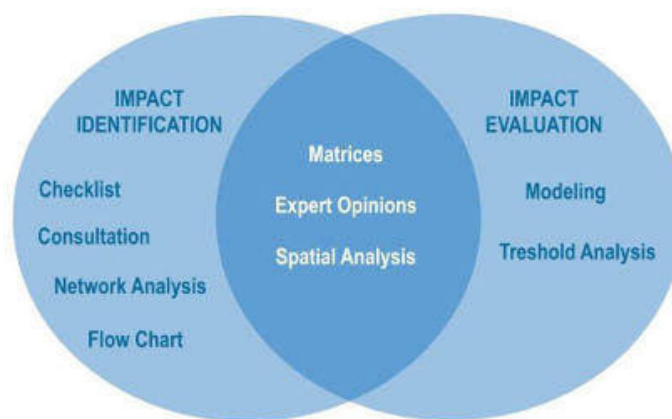 IMPACT
IDENTIFICATION
Checklist
Consultation
Network Analysis
Flow Chart
Matrices
Expert Opinions
Spatial Analysis
IMPACT
EVALUATION
Modeling
Treshold Analysis